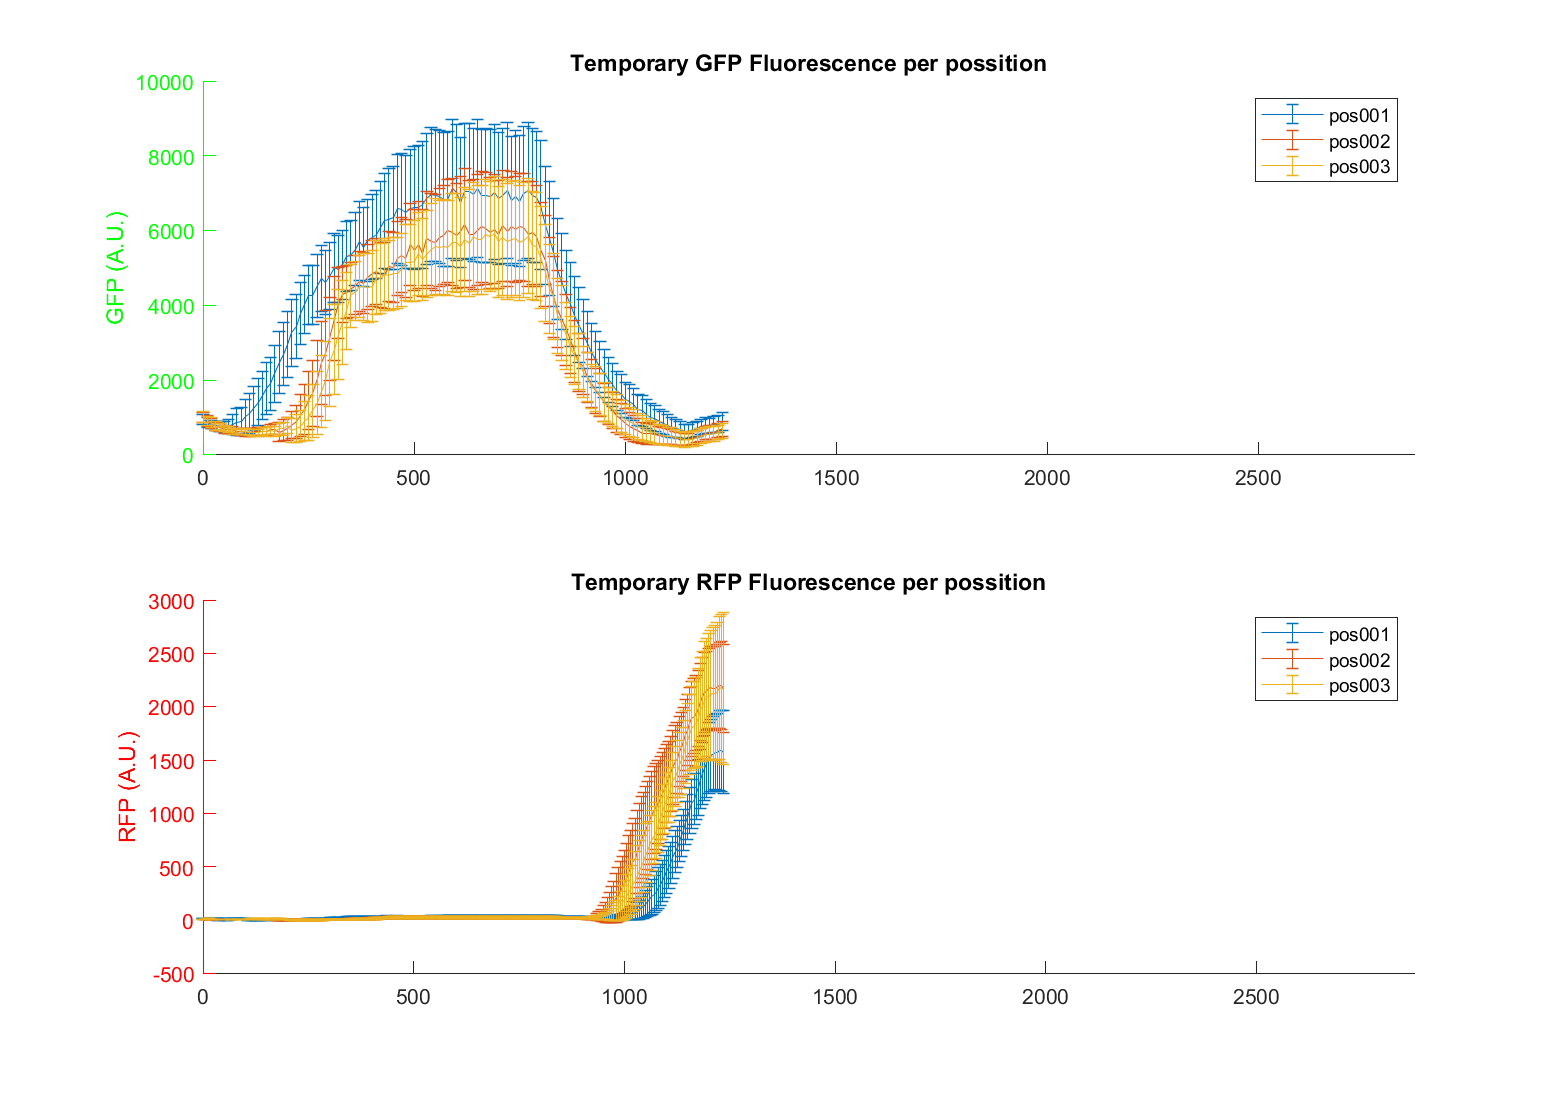 Temporary GFP Fluorescence per possition
10000
8000
6000
4000
2000
0
GFP (A.U.)
0 500 1000 1500 2000 2500
pos001
pos002
pos003
Temporary RFP Fluorescence per possition
3000
2500
2000
1500
1000
500
0
-500
RFP (A.U.)
0 500 1000 1500 2000 2500
pos001
pos002
pos003